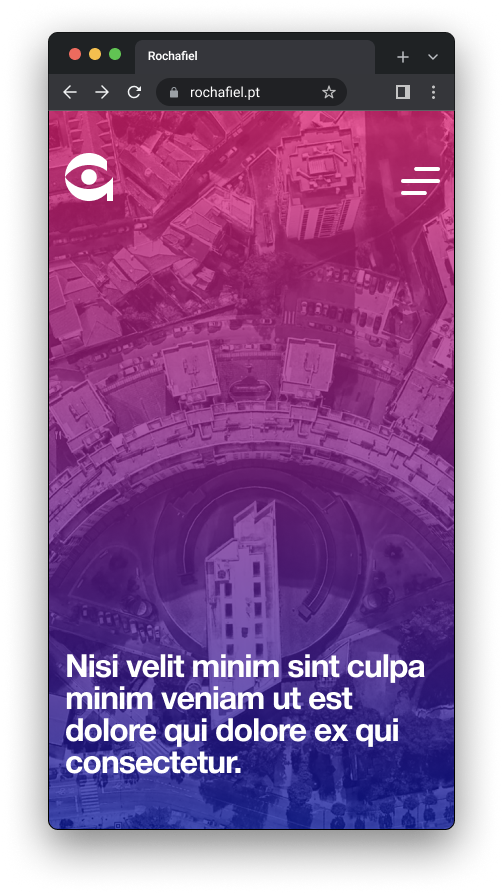 Rochafiel
rochafiel.pt
Nisi velit minim sint culpa
minim veniam ut est
dolore qui dolore ex qui
consectetur.